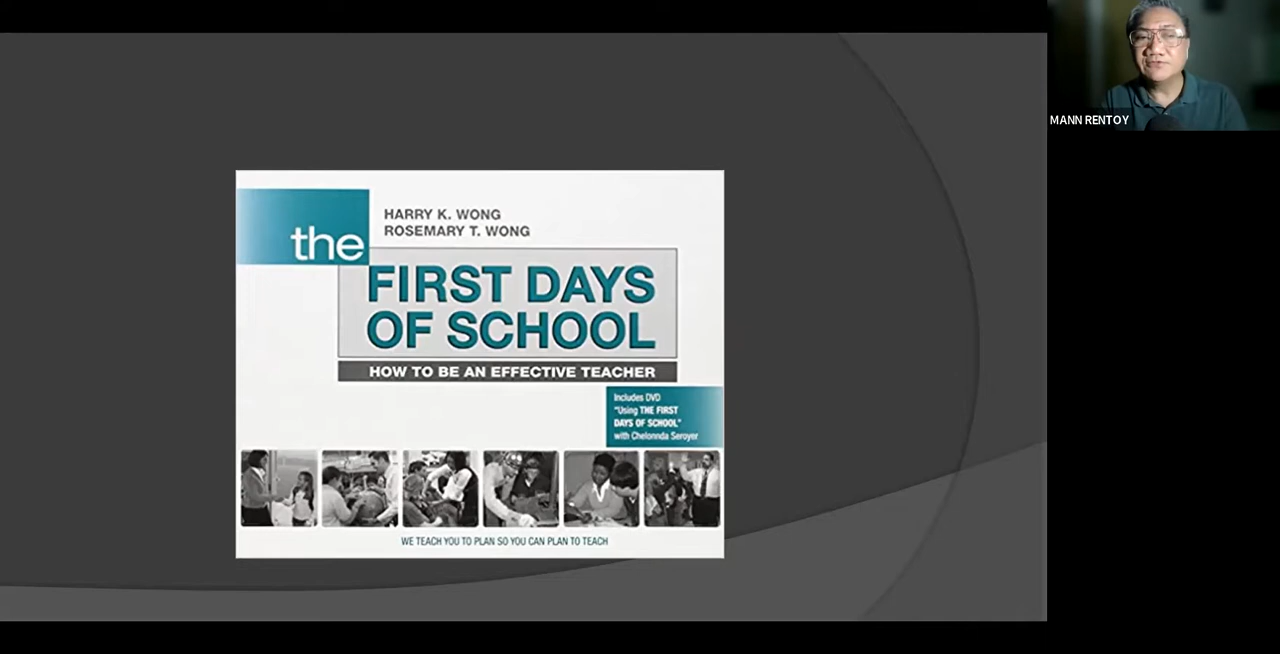 the
HARRY K. WONG
ROSEMARY T. WONG
FIRST DAYS
OF SCHOOL
HOW TO BE AN EFFECTIVE TEACHER
Includes DVD
"Using THE FIRST
DAYS OF SCHOOL"
with Chelonnda Seroyer
WE TEACH YOU TO PLAN SO YOU CAN PLAN TO TEACH
MANN RENTOY